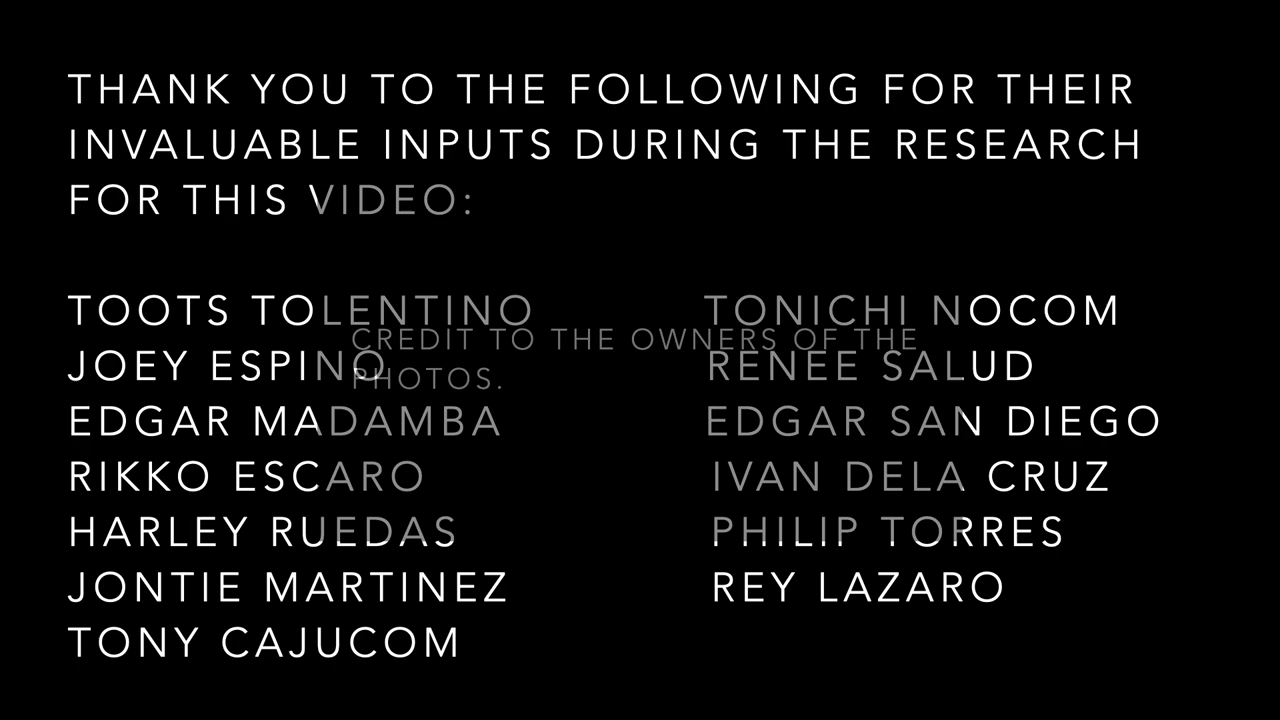 THANK YOU TO THE FOLLOWING FOR THEIR
INVALUABLE INPUTS DURING THE RESEARCH
FOR THIS VIDEO:
TOOTS TOLENTINO
JOEY ESPINO
EDGAR MADAMBA
RIKKO ESCARO
HARLEY RUEDAS
JONTIE MARTINEZ
TONY CAJUCOM
TONICHI NOCOM
RENEE SALUD
EDGAR SAN DIEGO
IVAN DELA CRUZ
PHILIP TORRES
REY LAZARO
CREDIT TO THE OWNERS OF THE
PHOTOS.